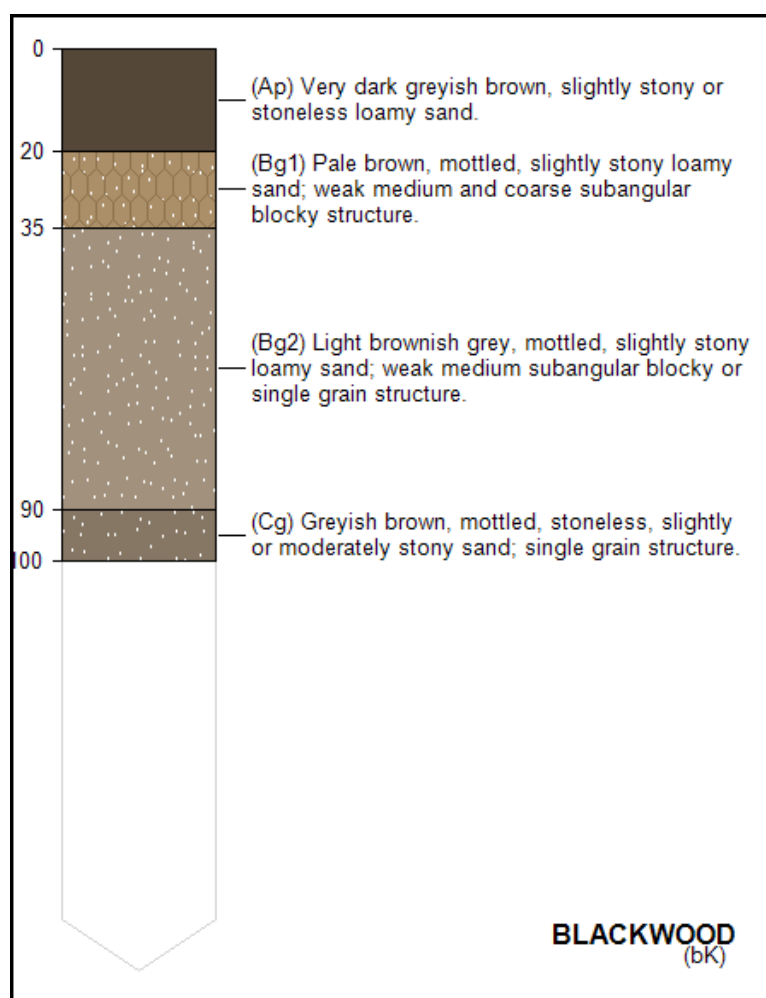 0
(Ap) Very dark greyish brown, slightly stony or
stoneless loamy sand.
20
(Bg1) Pale brown, mottled, slightly stony loamy
sand; weak medium and coarse subangular
blocky structure.
35
(Bg2) Light brownish grey, mottled, slightly stony
loamy sand; weak medium subangular blocky or
single grain structure.
90
(Cg) Greyish brown, mottled, stoneless, slightly
or moderately stony sand; single grain structure.
100
BLACKWOOD
(bK)